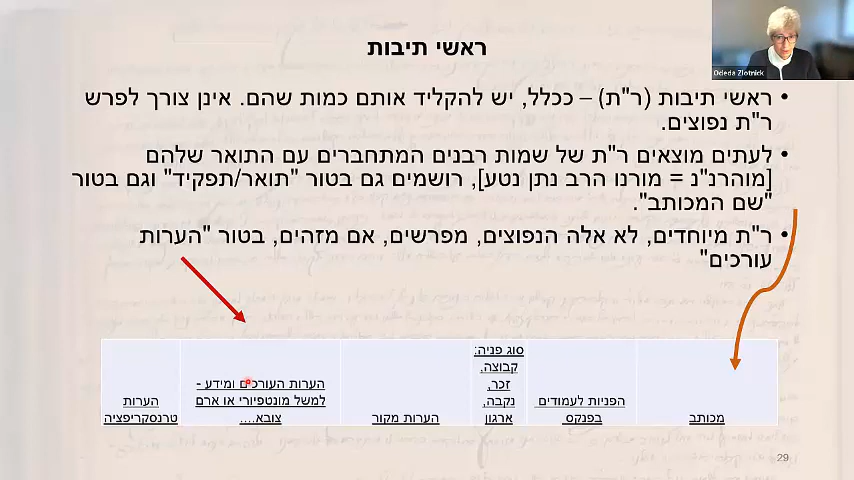 Odeda Zlotnick
ראשי תיבות
• ראשי תיבות (ר"ת) – ככלל, יש להקליד אותם כמות שהם. אינן צורך לפרש
ר"ת נפוצים.
• לעתים מוצאים ר"ת של שמות רבנים המתחברים עם התואר שלהם
[מוהרנ"נ = מורנו הרב נתן נטע], רושמים גם בטור "תואר/תפקיד" וגם בטור
"שם המכותב".
• ר"ת מיוחדים, לא אלה הנפוצים, מפרשים, אם מזהים, בטור "הערות
עורכים"
מכותב
הפניות לעמודים
בפנקס
סוג פניה:
קבוצה.
זכר,
נקבה,
ארגון
הערות מקור
הערות העורכים ומידע -
למשל מונטפיורי או ארם
צובא....
הערות
טרנסקריפציה
29